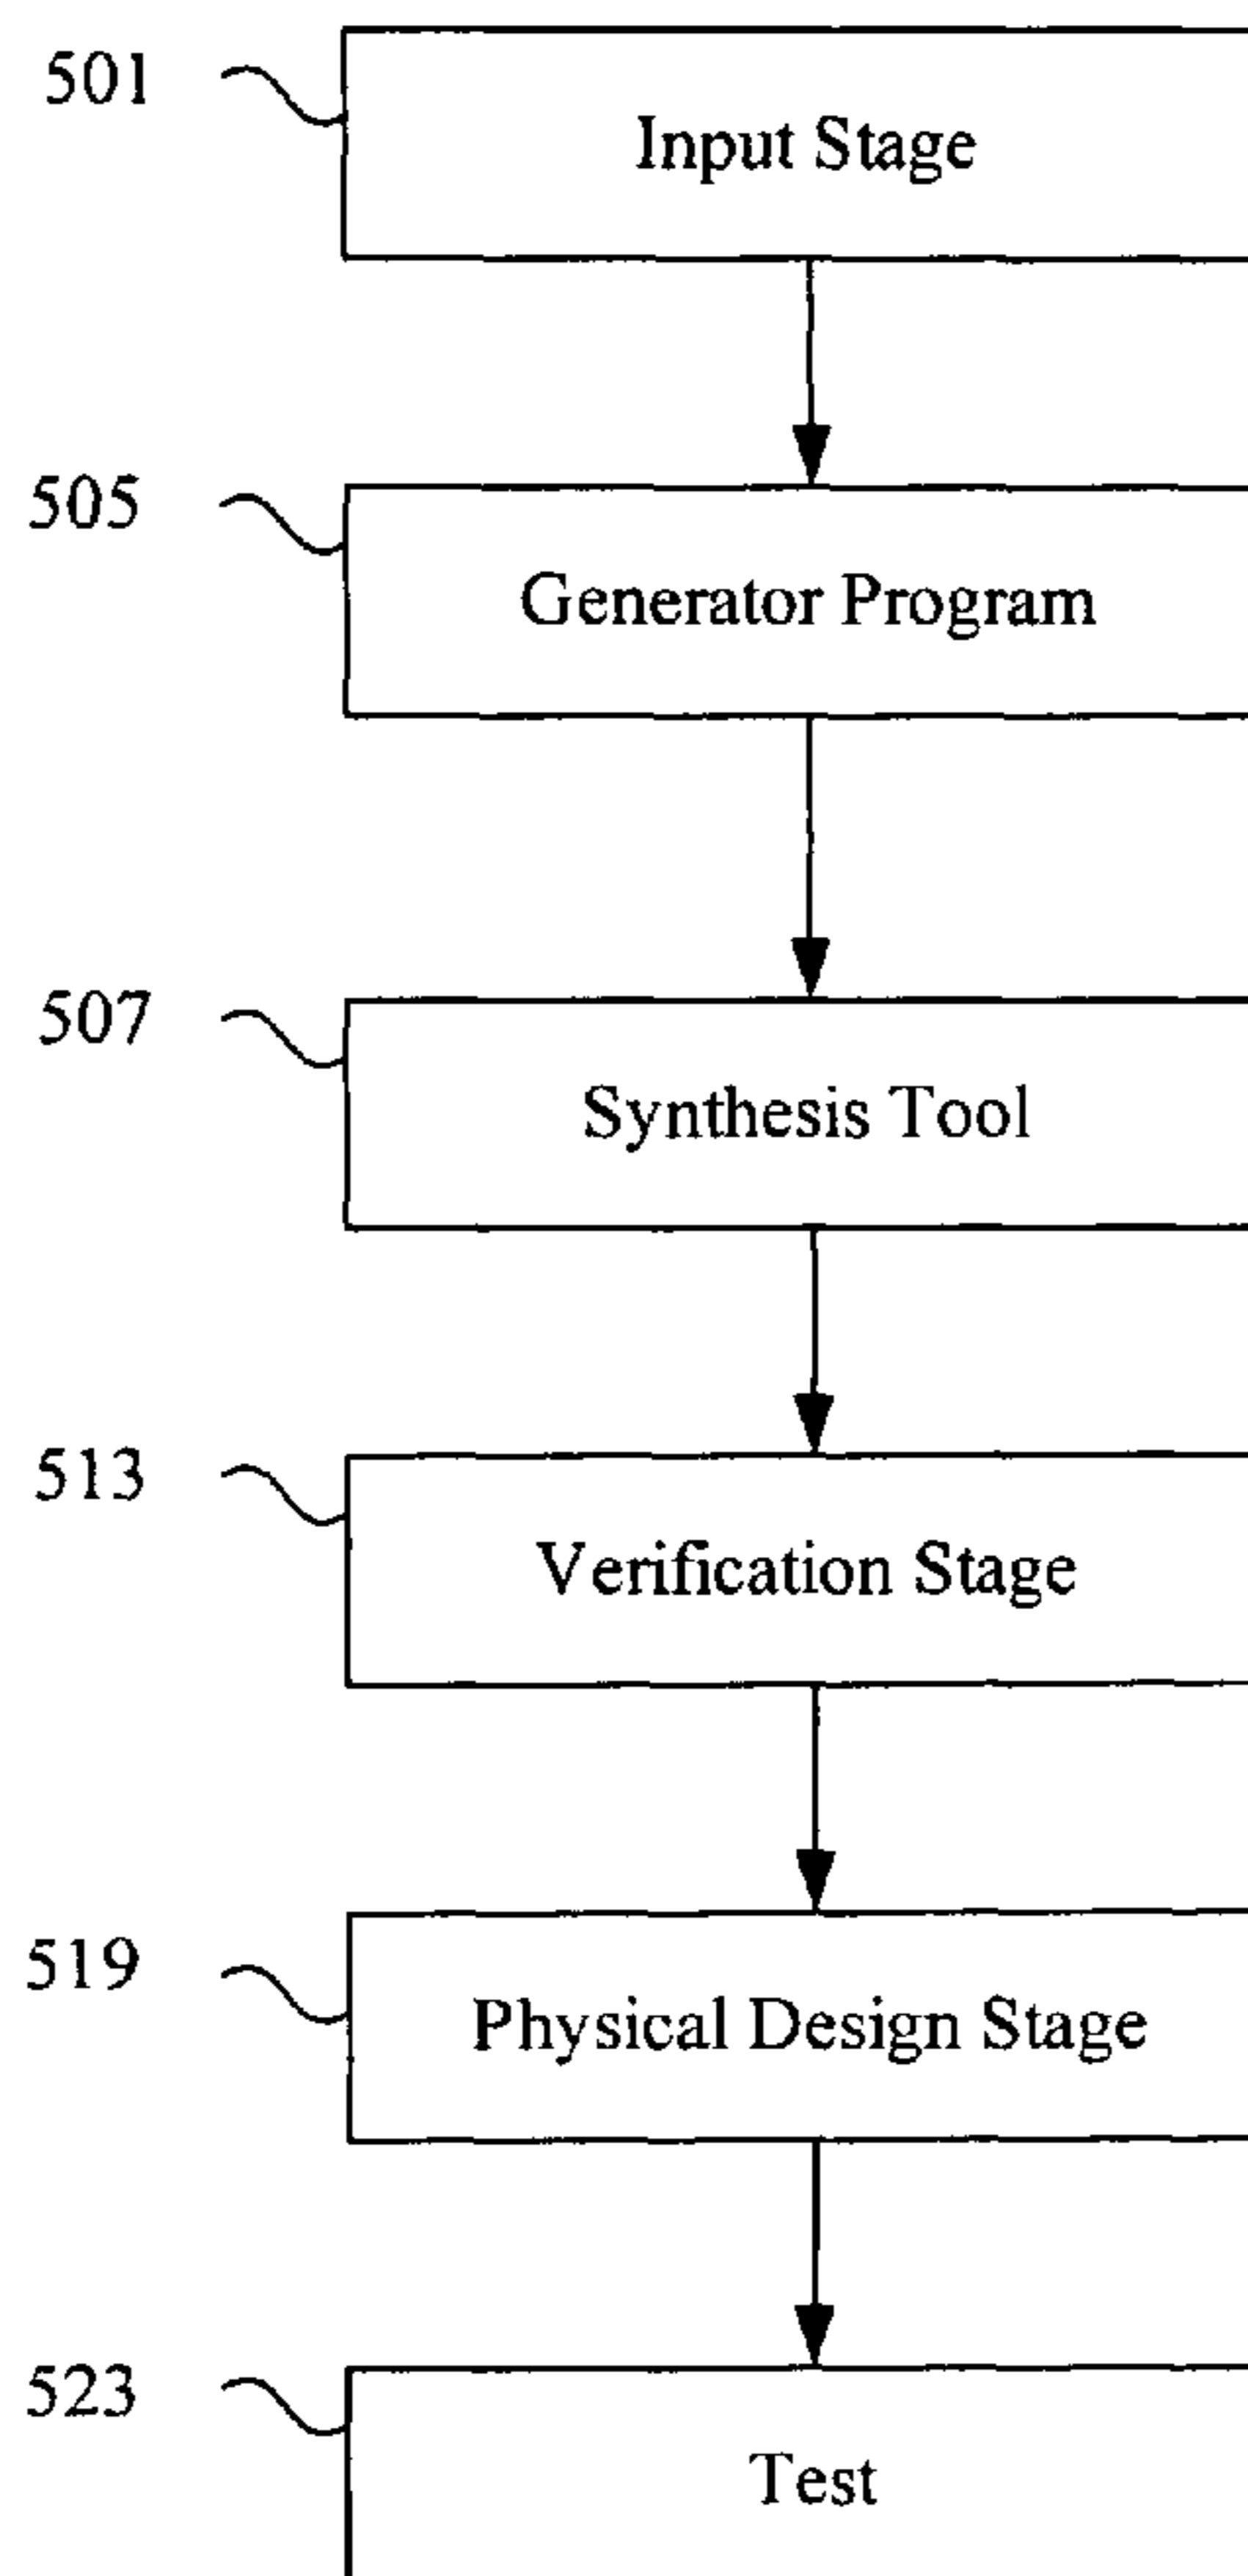 501
Input Stage
505
Generator Program
507
Synthesis Tool
513
Verification Stage
519
Physical Design Stage
523
Test